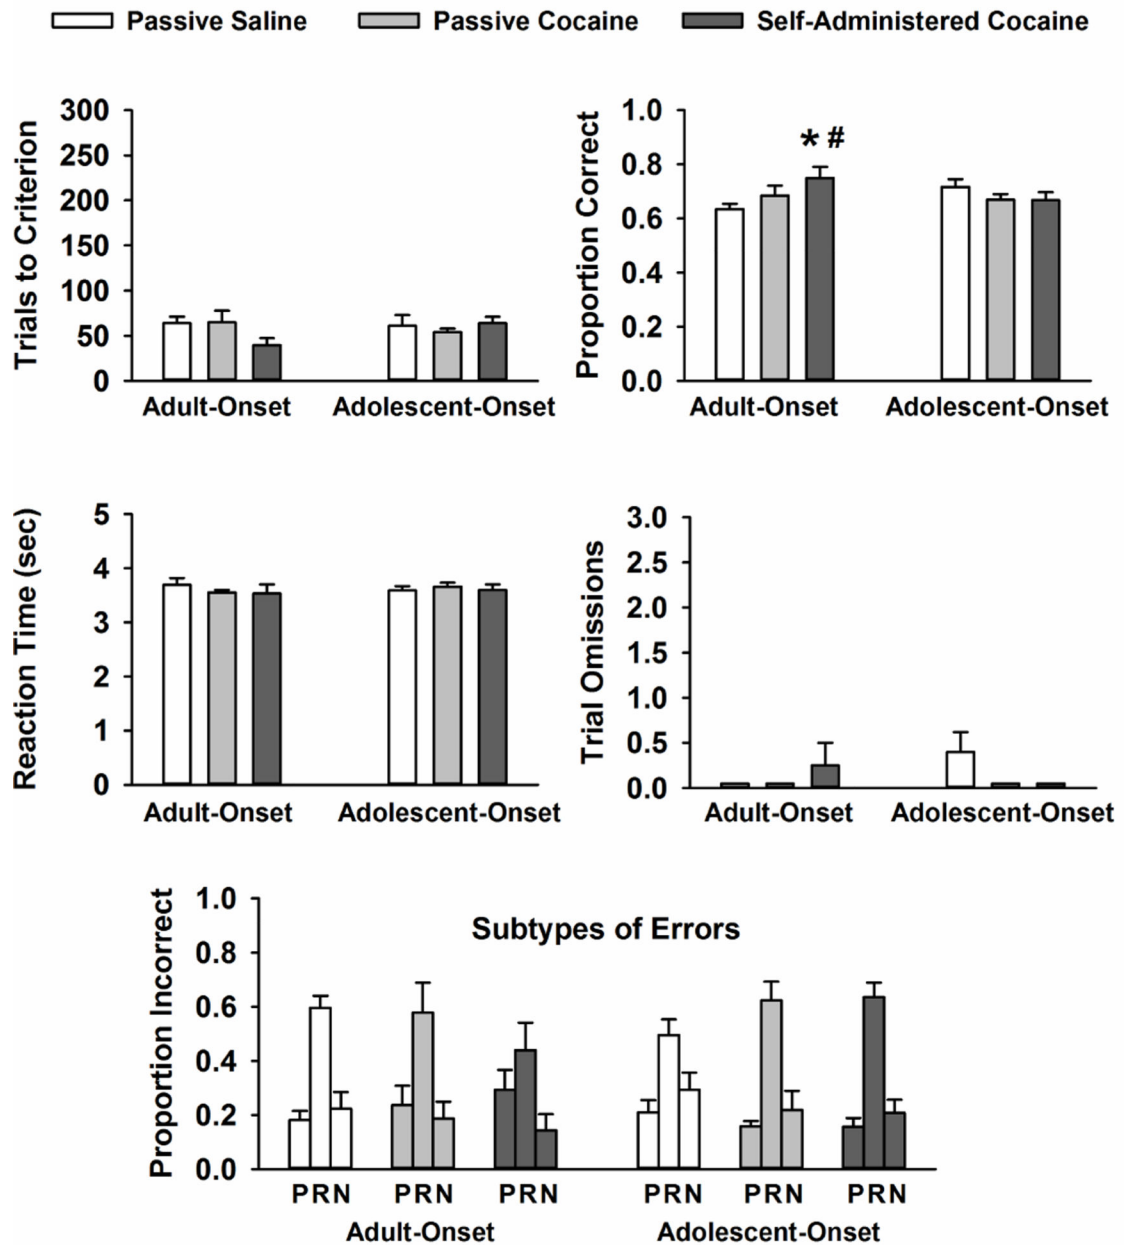 Passive Saline Passive Cocaine Self-Administered Cocaine
Trials to Criterion
300
250
200
150
100
50
0
Adult-Onset Adolescent-Onset
Proportion Correct
1.0
0.8
0.6
0.4
0.2
0.0
* #
Adult-Onset Adolescent-Onset
Reaction Time (sec)
5
4
3
2
1
0
Adult-Onset Adolescent-Onset
Trial Omissions
3.0
2.5
2.0
1.5
1.0
0.5
0.0
Adult-Onset Adolescent-Onset
Proportion Incorrect
1.0
0.8
0.6
0.4
0.2
0.0
Subtypes of Errors
PRN PRN PRN PRN PRN PRN
Adult-Onset Adolescent-Onset